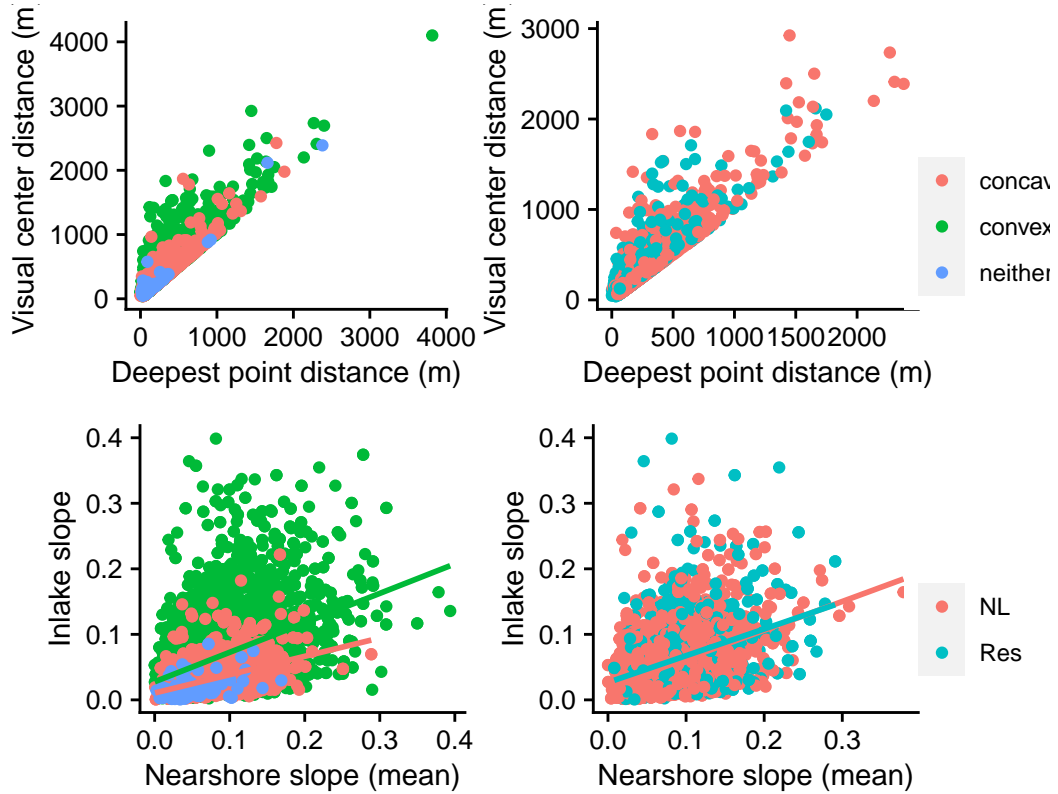 Visual center distance (m)
4000
3000
2000
1000
0
0 1000 2000 3000 4000
Deepest point distance (m)
Visual center distance (m)
3000
2000
1000
0
0 500 1000 1500 2000
Deepest point distance (m)
concav
convex
neither
Inlake slope
0.4
0.3
0.2
0.1
0.0
0.0 0.1 0.2 0.3 0.4
Nearshore slope (mean)
Inlake slope
0.4
0.3
0.2
0.1
0.0
0.0 0.1 0.2 0.3
Nearshore slope (mean)
NL
Res